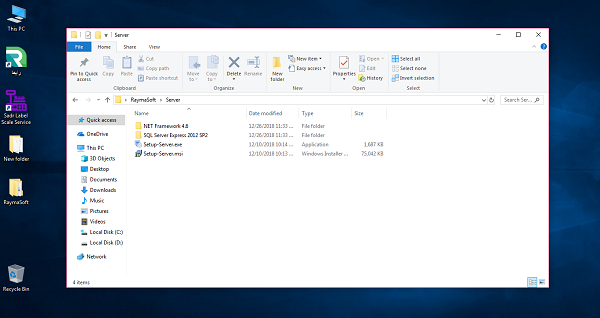 This PC
رایما
Sadr Label
Scale Service
New folder
RaymaSoft
Recycle Bin
Server
File
Home
Share
View
Pin to Quick
access
Copy
Paste
Cut
Copy path
Paste shortcut
Clipboard
Move
to
Copy
to
Delete
Rename
Organize
New
folder
New item
Easy access
New
Properties
Open
Edit
History
Open
Select all
Select none
Invert selection
Select
RaymaSoft
Server
Search Ser...
Quick access
OneDrive
This PC
3D Objects
Desktop
Documents
Downloads
Music
Pictures
Videos
Local Disk (C:)
Local Disk (D:)
Network
Name Date modified Type Size
NET Framework 4.6 12/26/2018 11:33 ... File folder
SQL Server Express 2012 SP2 12/26/2018 11:33 ... File folder
Setup-Server.exe 12/10/2018 10:14 ... Application 1,687 KB
Setup-Server.msi 12/10/2018 10:13 ... Windows Installer ... 75,042 KB
4 items